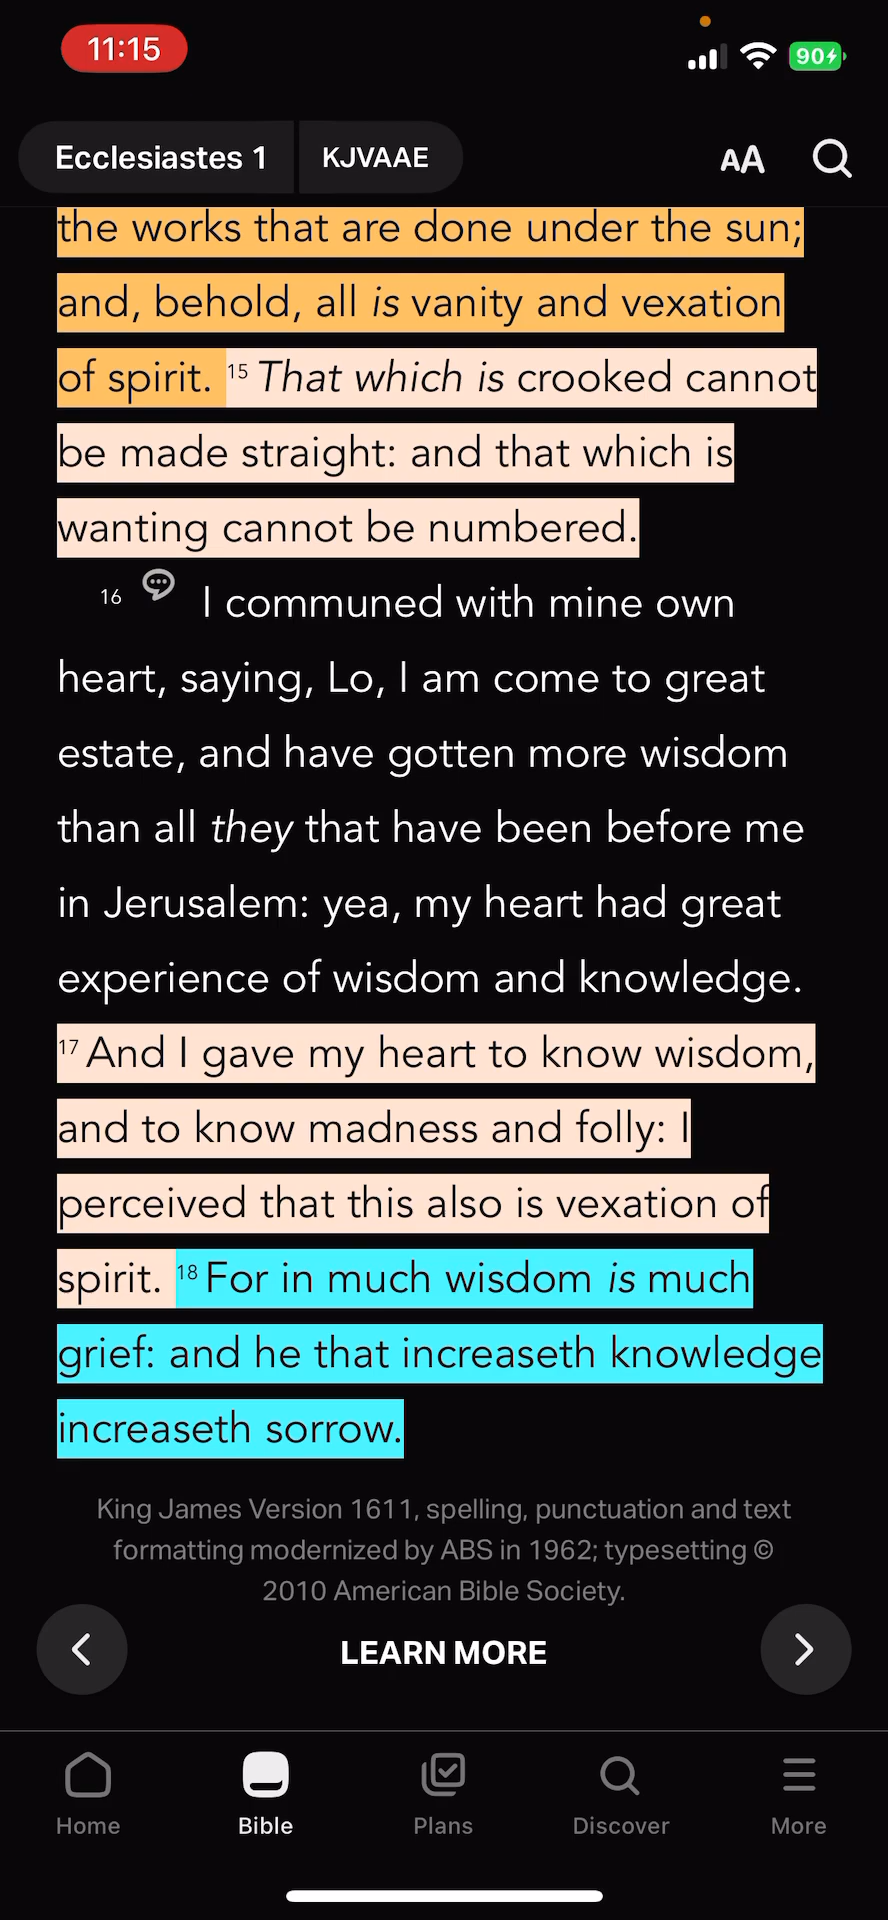 11:15
90
Ecclesiastes 1 KJVAAE AA
the works that are done under the sun;
and, behold, all is vanity and vexation
of spirit. 15 That which is crooked cannot
be made straight: and that which is
wanting cannot be numbered.
16 I communed with mine own
heart, saying, Lo, I am come to great
estate, and have gotten more wisdom
than all they that have been before me
in Jerusalem: yea, my heart had great
experience of wisdom and knowledge.
17 And I gave my heart to know wisdom,
and to know madness and folly: I
perceived that this also is vexation of
spirit. 18 For in much wisdom is much
grief: and he that increaseth knowledge
increaseth sorrow.
King James Version 1611, spelling, punctuation and text
formatting modernized by ABS in 1962; typesetting ©
2010 American Bible Society.
LEARN MORE
Home Bible Plans Discover More